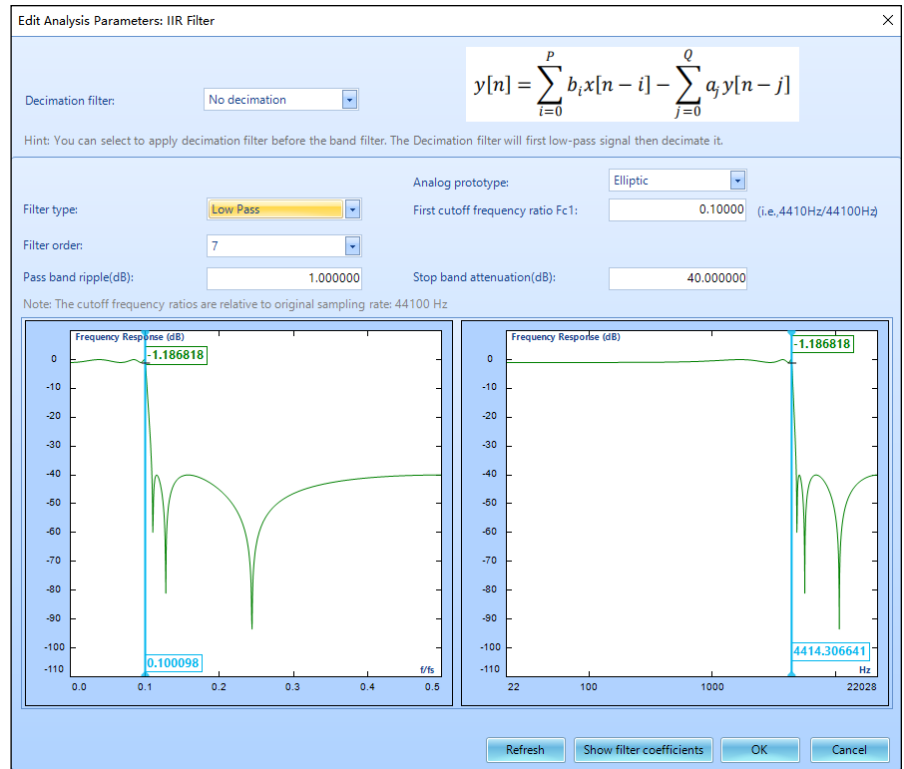 Edit Analysis Parameters: IIR Filter
Decimation filter: No decimation
y[n] = ∑_{i=0}^{P} b_i x[n − i] − ∑_{j=0}^{Q} a_j y[n − j]
Hint: You can select to apply decimation filter before the band filter. The Decimation filter will first low-pass signal then decimate it.
Analog prototype: Elliptic
Filter type: Low Pass First cutoff frequency ratio Fc1: 0.10000 (i.e.,4410Hz/44100Hz)
Filter order: 7
Pass band ripple(dB): 1.000000 Stop band attenuation(dB): 40.000000
Note: The cutoff frequency ratios are relative to original sampling rate: 44100 Hz
Frequency Response (dB)
-1.186818
0
-10
-20
-30
-40
-50
-60
-70
-80
-90
-100
-110
0.100098
f/fs
0.0 0.1 0.2 0.3 0.4 0.5
Frequency Response (dB)
-1.186818
0
-10
-20
-30
-40
-50
-60
-70
-80
-90
-100
-110
4414.306641
Hz
22 100 1000 22028
Refresh Show filter coefficients OK Cancel